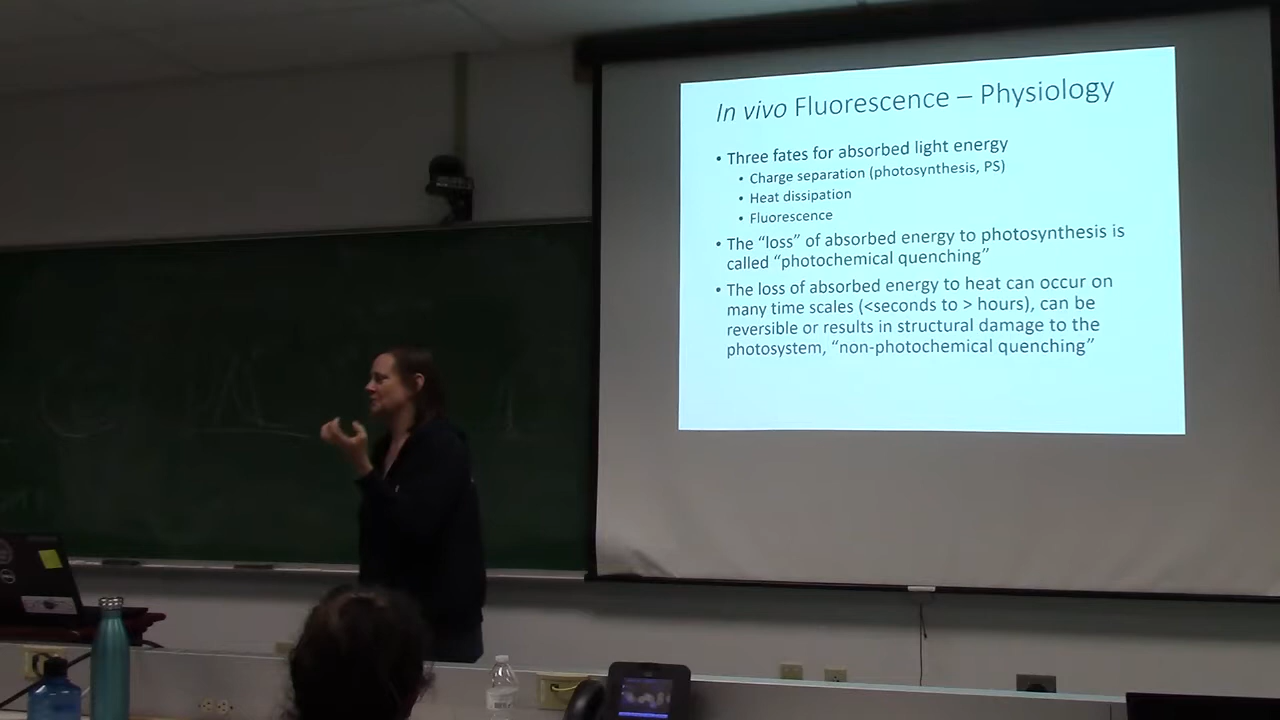 In vivo Fluorescence – Physiology
• Three fates for absorbed light energy
• Charge separation (photosynthesis, PS)
• Heat dissipation
• Fluorescence
• The “loss” of absorbed energy to photosynthesis is
called “photochemical quenching”
• The loss of absorbed energy to heat can occur on
many time scales (<seconds to > hours), can be
reversible or results in structural damage to the
photosystem, “non-photochemical quenching”